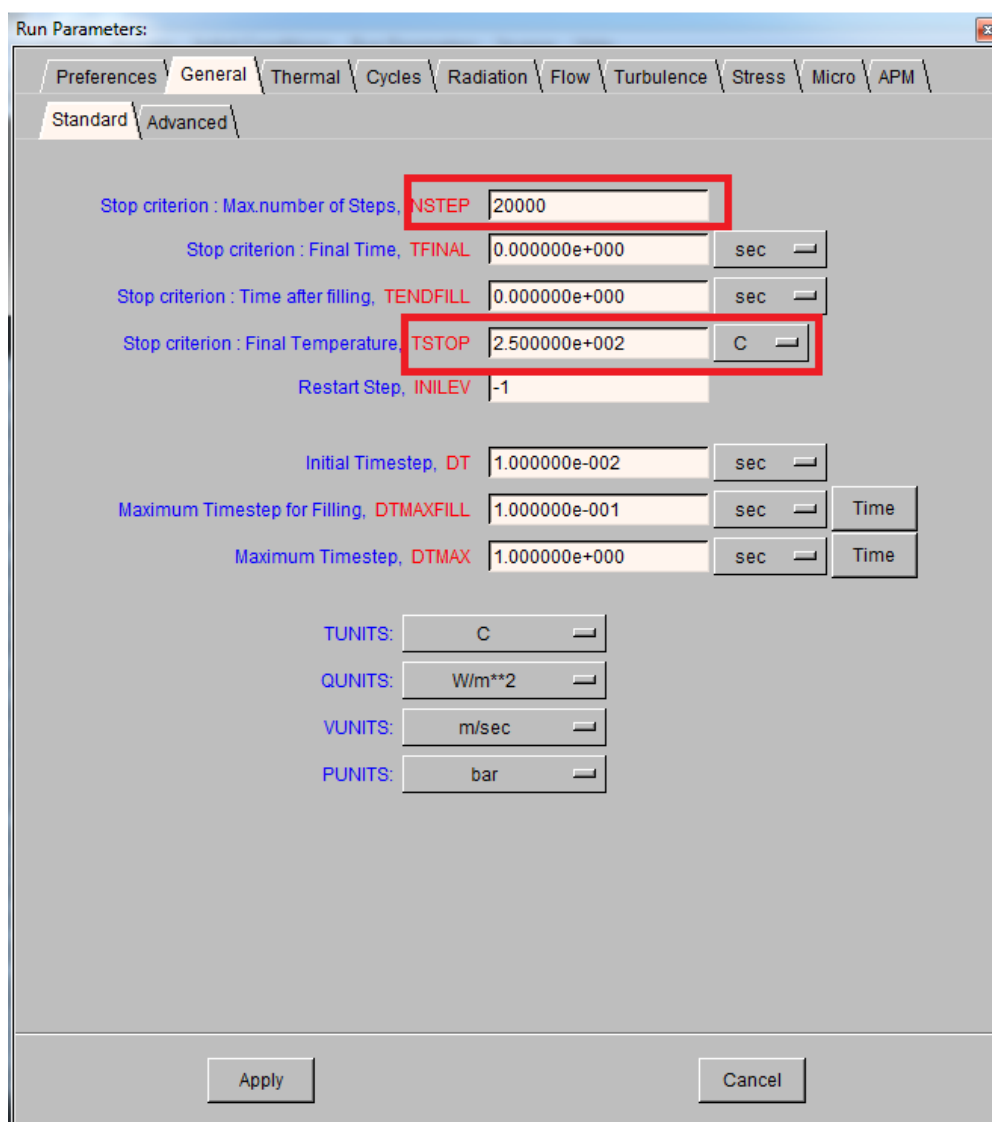 Run Parameters:
Preferences General Thermal Cycles Radiation Flow Turbulence Stress Micro APM
Standard Advanced
Stop criterion : Max.number of Steps, NSTEP 20000
Stop criterion : Final Time, TFINAL 0.000000e+000 sec
Stop criterion : Time after filling, TENDFILL 0.000000e+000 sec
Stop criterion : Final Temperature, TSTOP 2.500000e+002 C
Restart Step, INILEV -1
Initial Timestep, DT 1.000000e-002 sec
Maximum Timestep for Filling, DTMAXFILL 1.000000e-001 sec Time
Maximum Timestep, DTMAX 1.000000e+000 sec Time
TUNITS: C
QUNITS: W/m**2
VUNITS: m/sec
PUNITS: bar
Apply Cancel